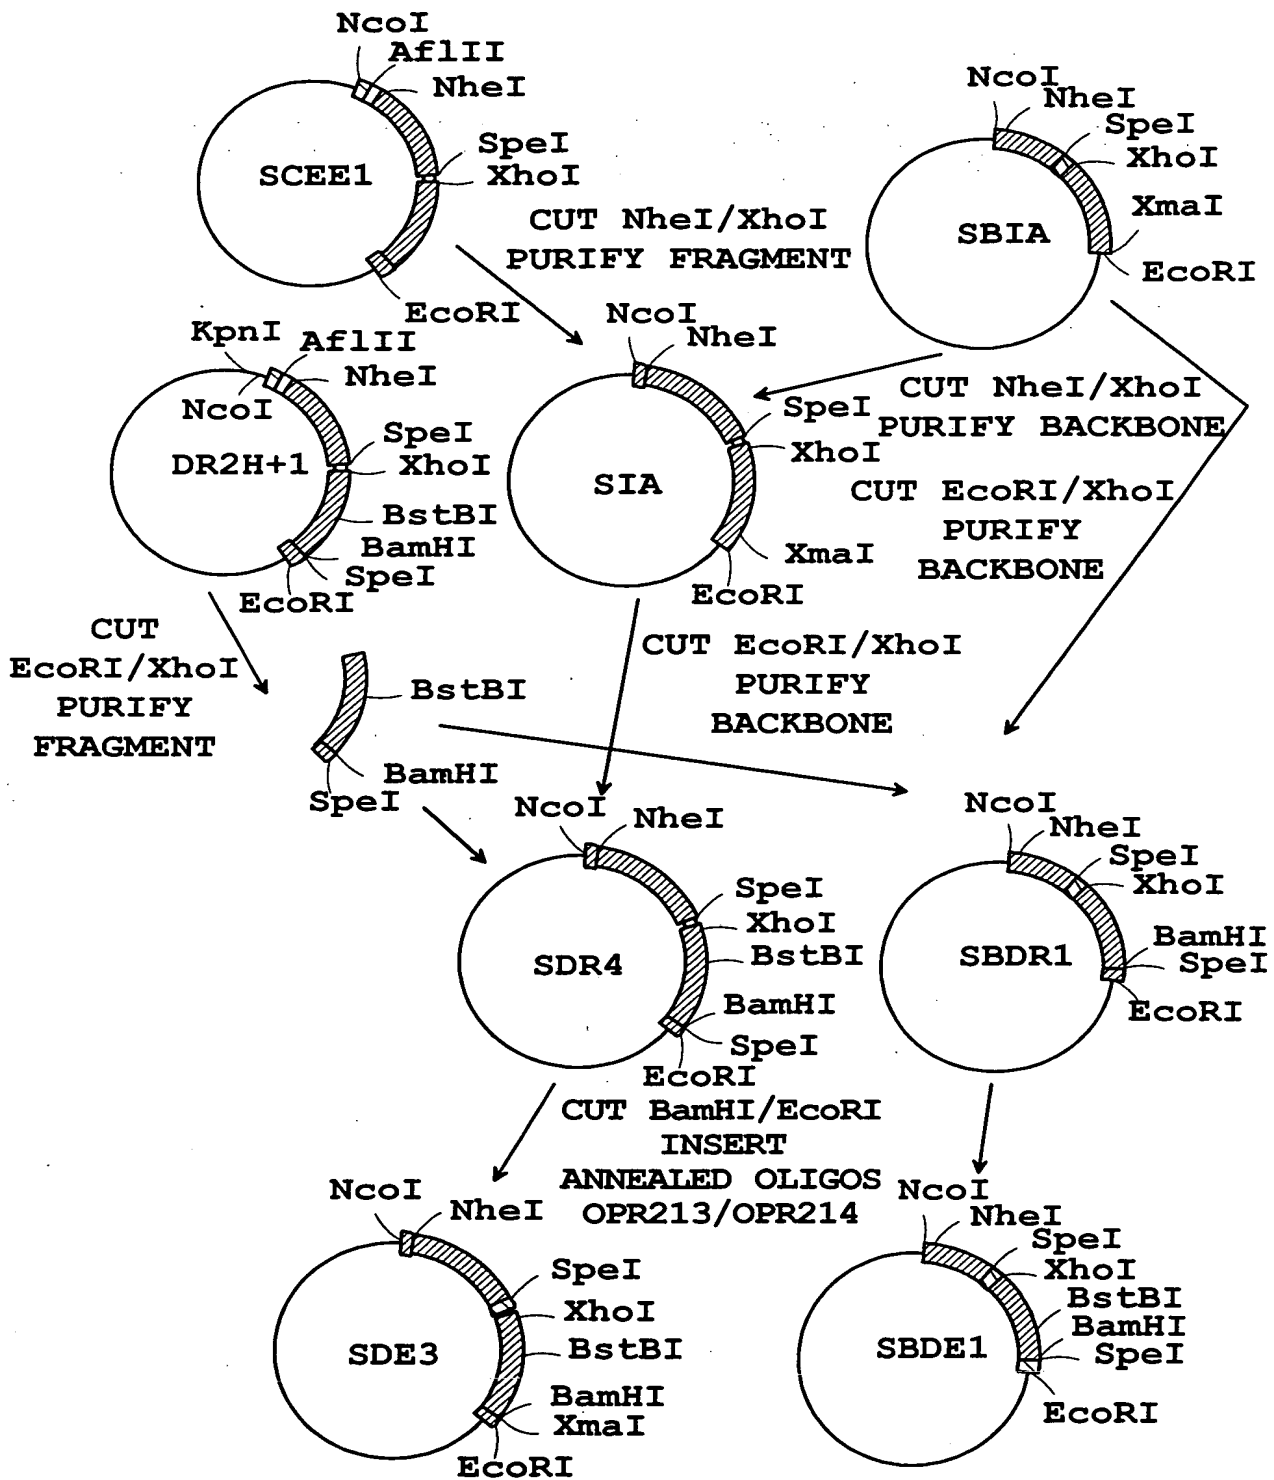 NcoI
AflII
NheI
SCEE1
SpeI
XhoI
EcoRI
NcoI
NheI
SpeI
XhoI
XmaI
SBIA
EcoRI
CUT NheI/XhoI
PURIFY FRAGMENT
KpnI
AflII
NheI
NcoI
DR2H+1
SpeI
XhoI
BstBI
BamHI
SpeI
EcoRI
NcoI
NheI
SpeI
XhoI
SIA
XmaI
EcoRI
CUT NheI/XhoI
PURIFY BACKBONE
CUT EcoRI/XhoI
PURIFY
BACKBONE
CUT
EcoRI/XhoI
PURIFY
FRAGMENT
BstBI
BamHI
SpeI
CUT EcoRI/XhoI
PURIFY
BACKBONE
NcoI
NheI
SpeI
XhoI
BstBI
SDR4
BamHI
SpeI
EcoRI
NcoI
NheI
SpeI
XhoI
SBDR1
BamHI
SpeI
EcoRI
CUT BamHI/EcoRI
INSERT
ANNEALED OLIGOS
OPR213/OPR214
NcoI
NheI
SpeI
XhoI
BstBI
SDE3
BamHI
XmaI
EcoRI
NcoI
NheI
SpeI
XhoI
BstBI
BamHI
SBDE1
SpeI
EcoRI